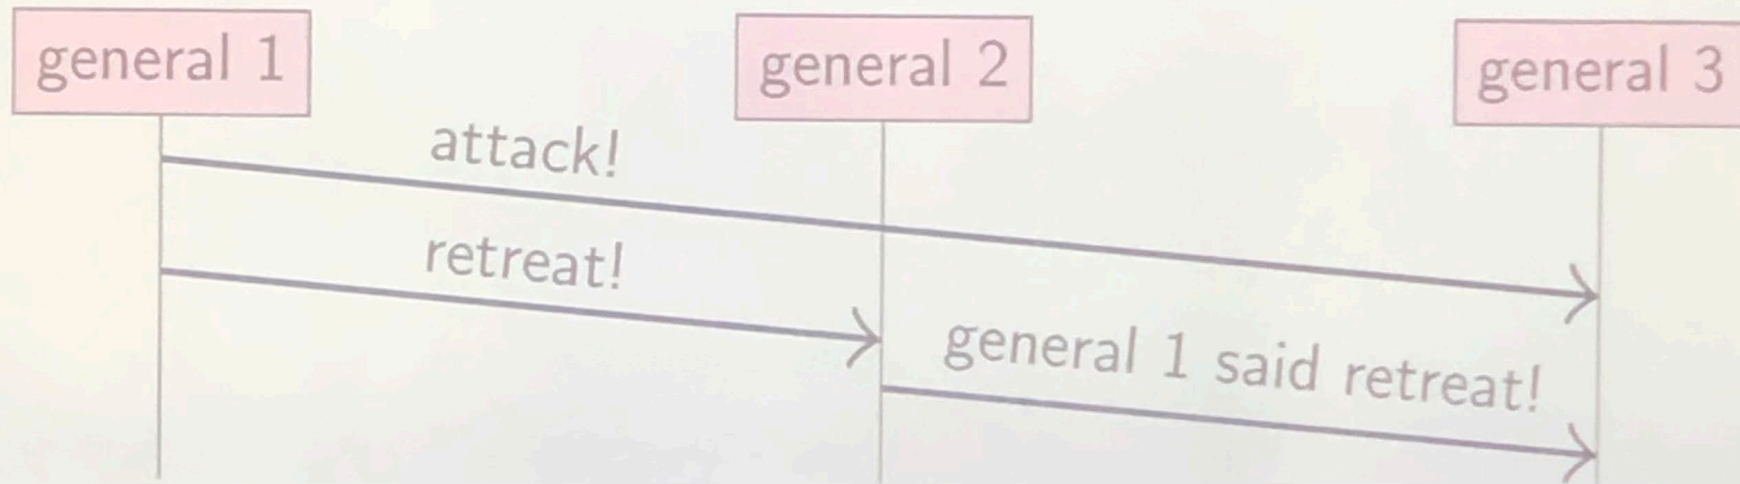 general 1
general 2
general 3
attack!
retreat!
general 1 said retreat!